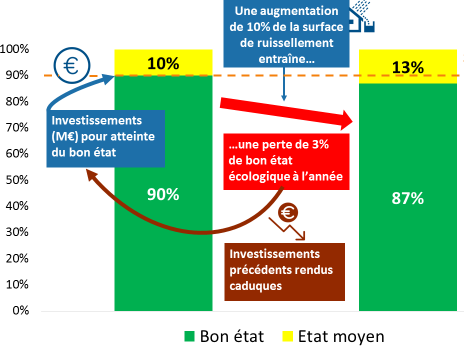 Une augmentation
de 10% de la surface
de ruissellement
entraîne...
100%
90%
80%
70%
60%
50%
40%
30%
20%
10%
0%
€
10%
13%
Investissements
(M€) pour atteinte
du bon état
...une perte de 3%
de bon état
écologique à l'année
90%
87%
€
Investissements
précédents rendus
caduques
Bon état
Etat moyen